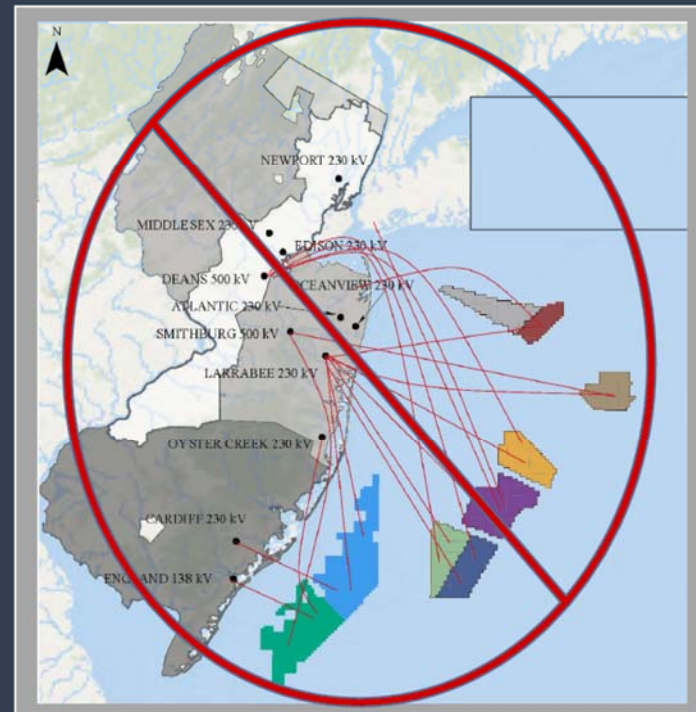 N
NEWPORT 230 kV
MIDDLESEX 230 kV
EDISON 230 kV
DEANS 500 kV
OCEANVIEW 230 kV
ATLANTIC 230 kV
SMITHBURG 500 kV
LARRABEE 230 kV
OYSTER CREEK 230 kV
CARDIFF 230 kV
ENGLAND 138 kV